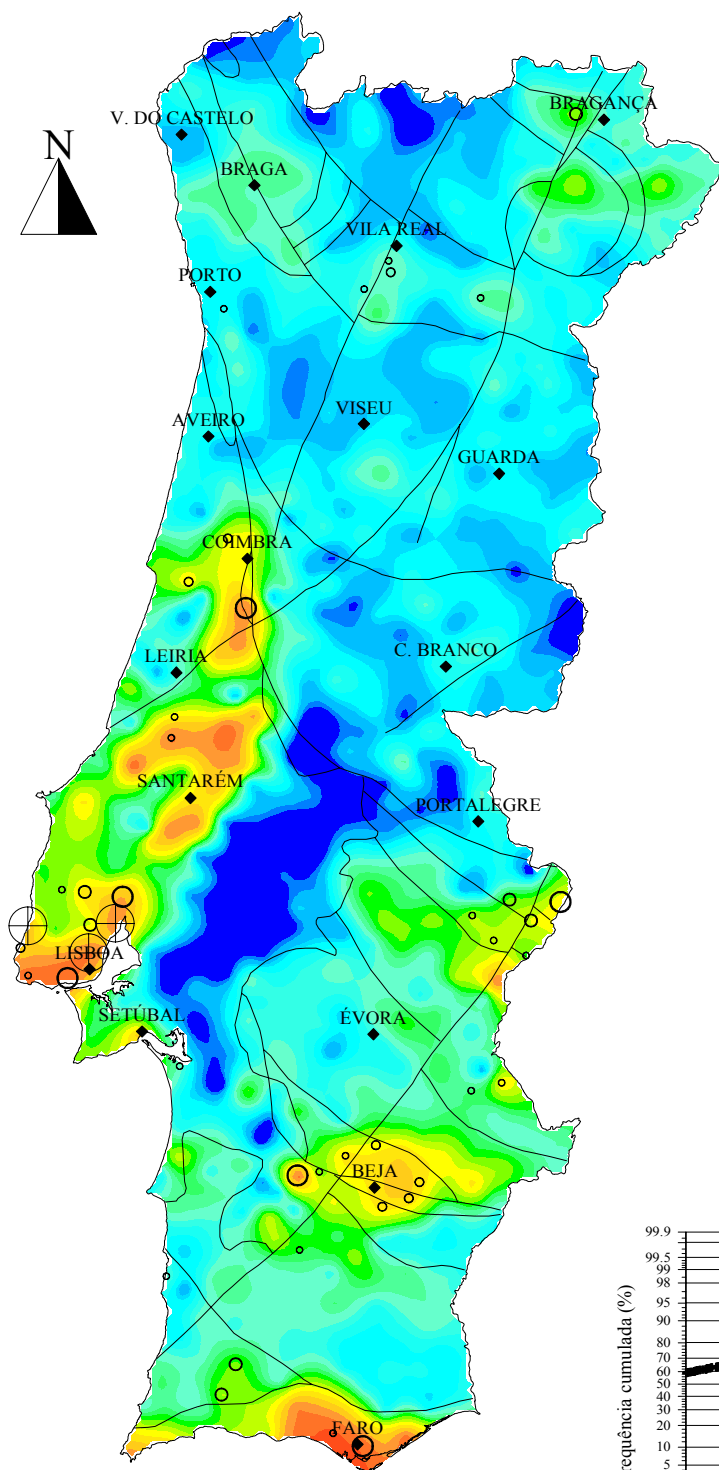 V. DO CASTELO
BRAGANÇA
N
BRAGA
VILA REAL
PORTO
VISEU
AVEIRO
GUARDA
COIMBRA
C. BRANCO
LEIRIA
SANTARÉM
PORTALEGRE
LISBOA
SETÚBAL
ÉVORA
BEJA
FARO
99.9
99.5
99
98
95
90
80
70
60
50
40
30
20
10
5
requência cumulada (%)